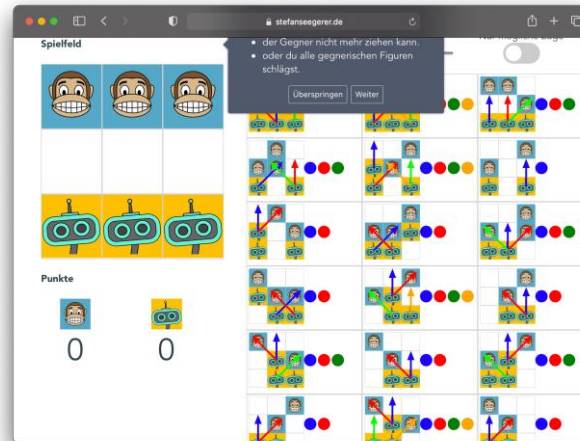 stefanseegerer.de
Spielfeld
der Gegner nicht mehr ziehen kann.
oder du alle gegnerischen Figuren
schlägst.
Überspringen
Weiter
Punkte
0
0